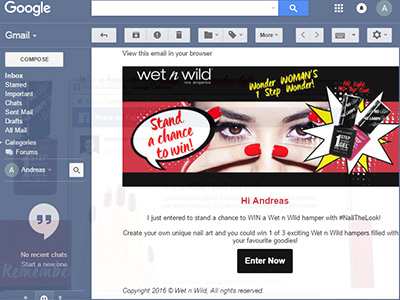 Google
A
Gmail
More
COMPOSE
View this email in your browser
Inbox
Starred
Important
Chats
Sent Mail
Drafts
All Mail
Categories
Forums
A Andreas
No recent chats
Start a new one
wet n wild
los angeles
Wonder WOMAN'S
1 Step Wonder!
Stand
a chance
to win!
Hi Andreas
I just entered to stand a chance to WIN a Wet n Wild hamper with #NailTheLook!
Create your own unique nail art and you could win 1 of 3 exciting Wet n Wild hampers filled with
your favourite goodies!
Enter Now
Copyright 2016 © Wet n Wild, All rights reserved.